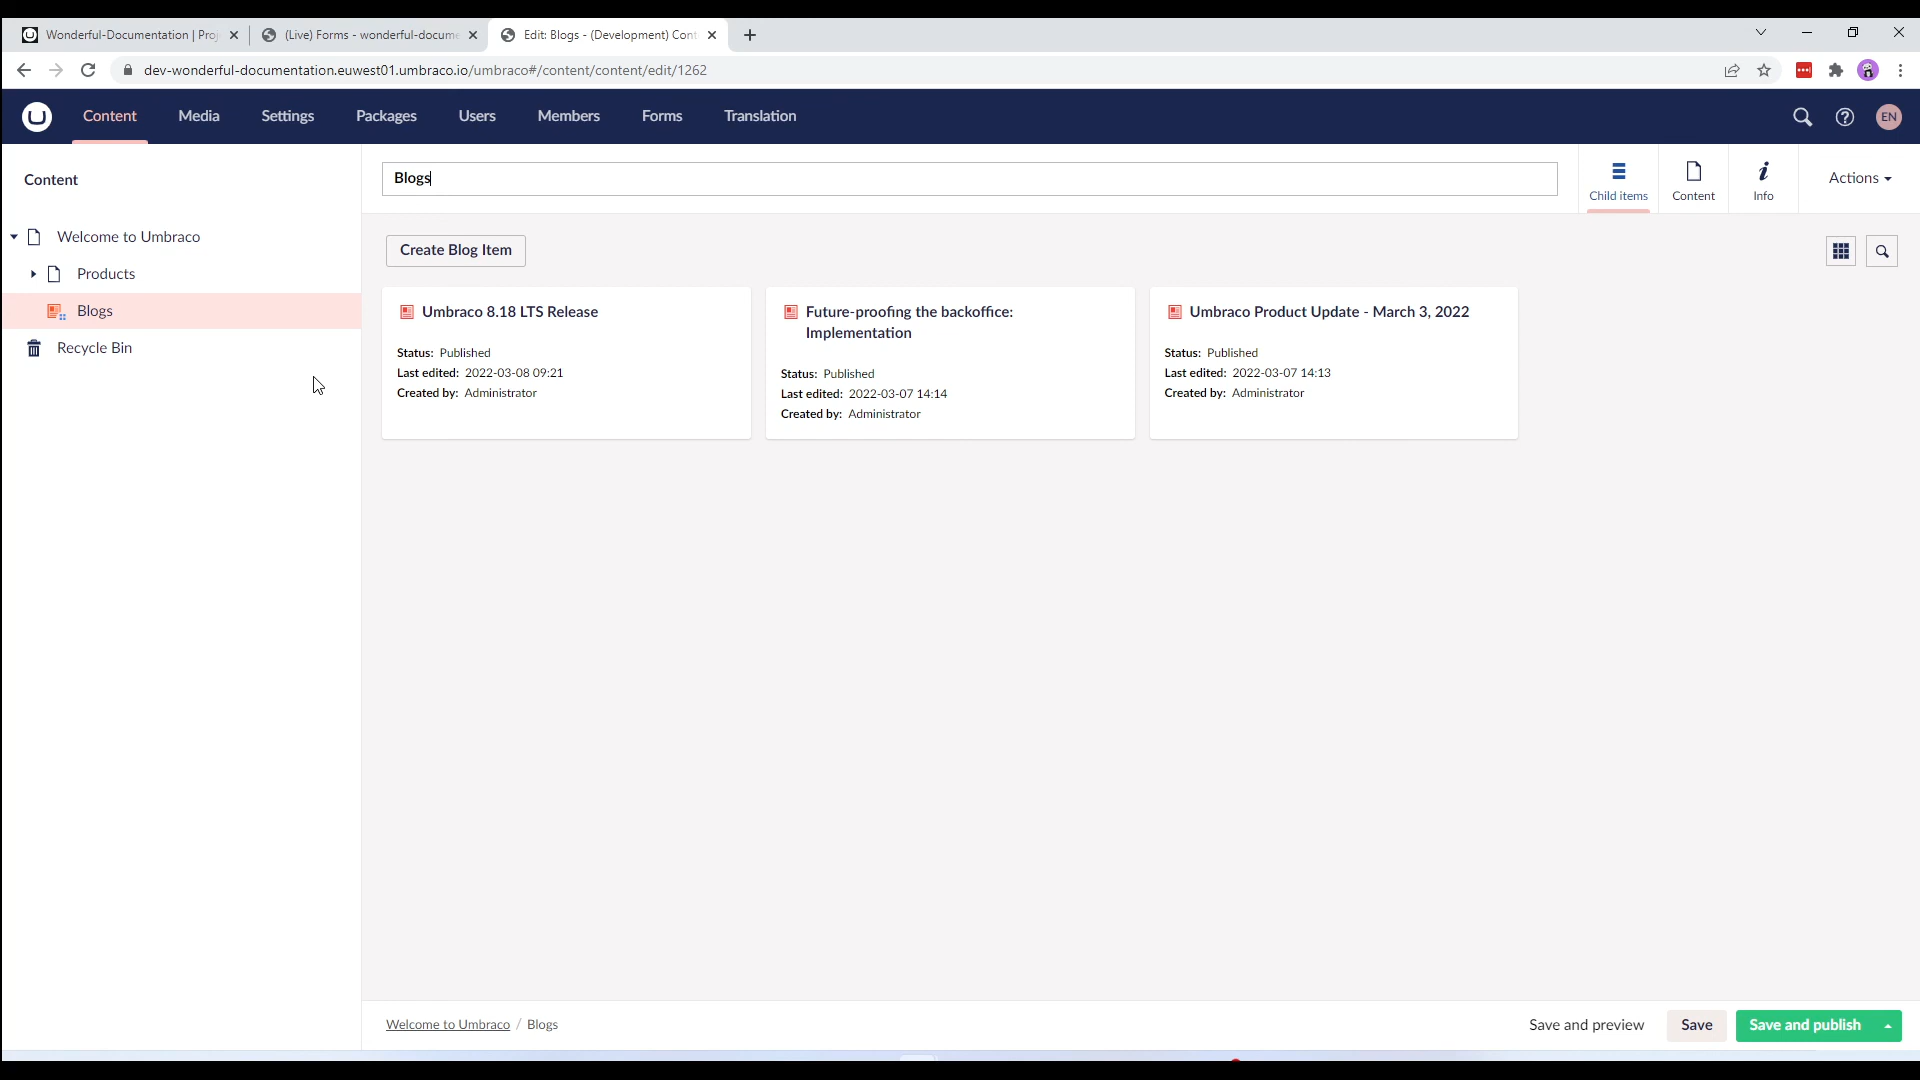 Wonderful-Documentation | Proj
(Live) Forms - wonderful-docume
Edit: Blogs - (Development) Cont
dev-wonderful-documentation.euwest01.umbraco.io/umbraco#/content/content/edit/1262
Content
Media
Settings
Packages
Users
Members
Forms
Translation
EN
Content
Welcome to Umbraco
Products
Blogs
Recycle Bin
Blogs
Child items
Content
Info
Actions
Create Blog Item
Umbraco 8.18 LTS Release
Status: Published
Last edited: 2022-03-08 09:21
Created by: Administrator
Future-proofing the backoffice:
Implementation
Status: Published
Last edited: 2022-03-07 14:14
Created by: Administrator
Umbraco Product Update - March 3, 2022
Status: Published
Last edited: 2022-03-07 14:13
Created by: Administrator
Welcome to Umbraco / Blogs
Save and preview
Save
Save and publish